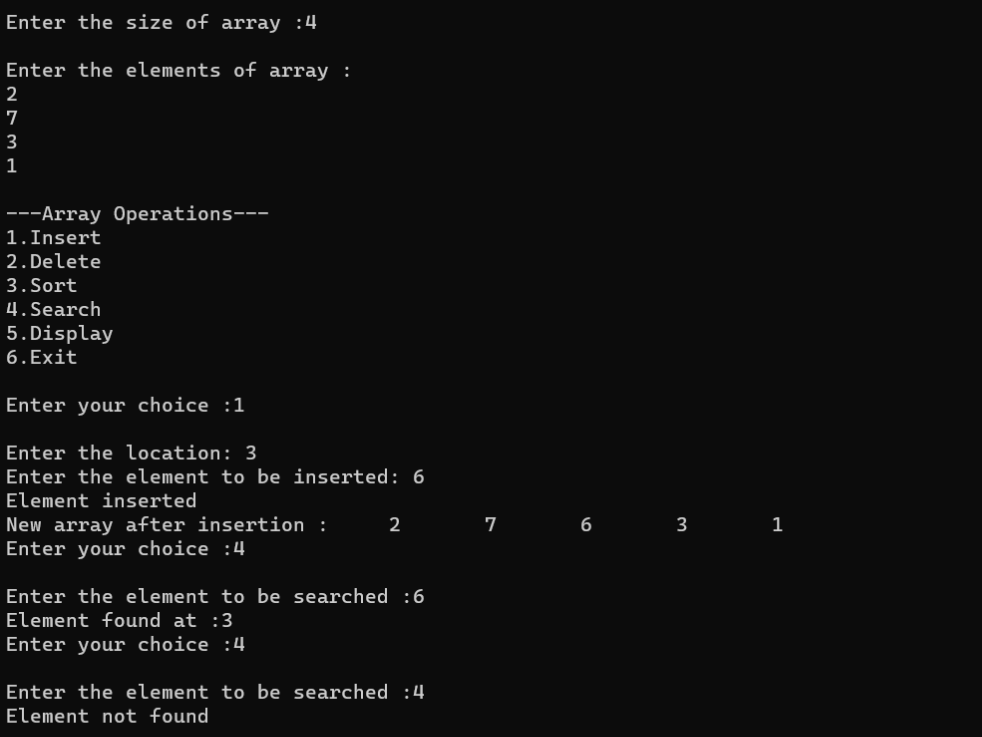 Enter the size of array :4
Enter the elements of array :
2
7
3
1
---Array Operations---
1.Insert
2.Delete
3.Sort
4.Search
5.Display
6.Exit
Enter your choice :1
Enter the location: 3
Enter the element to be inserted: 6
Element inserted
New array after insertion :     2       7       6       3       1
Enter your choice :4
Enter the element to be searched :6
Element found at :3
Enter your choice :4
Enter the element to be searched :4
Element not found